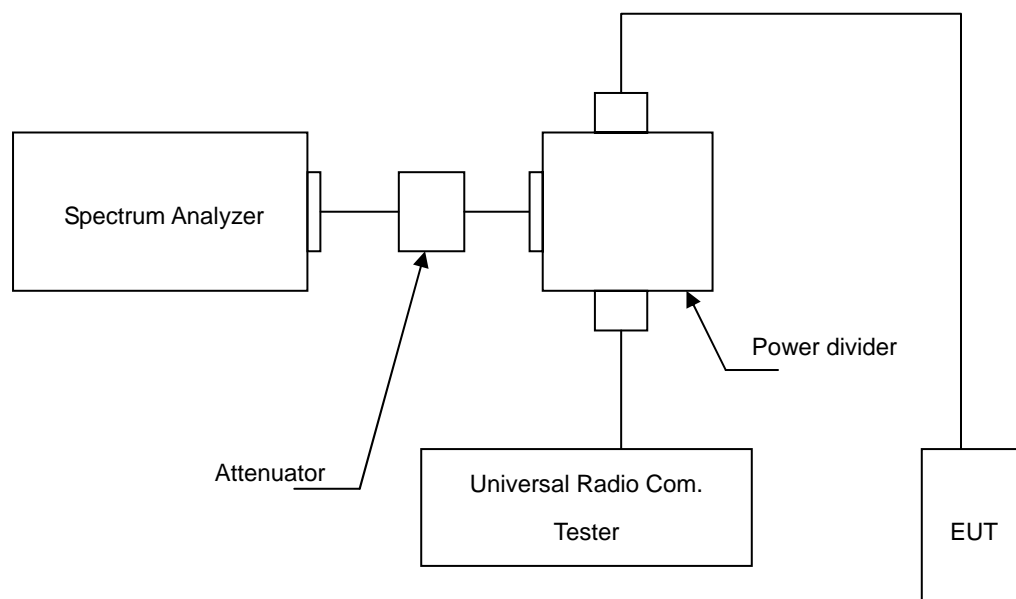 Spectrum Analyzer
Power divider
Attenuator
Universal Radio Com.
Tester
EUT